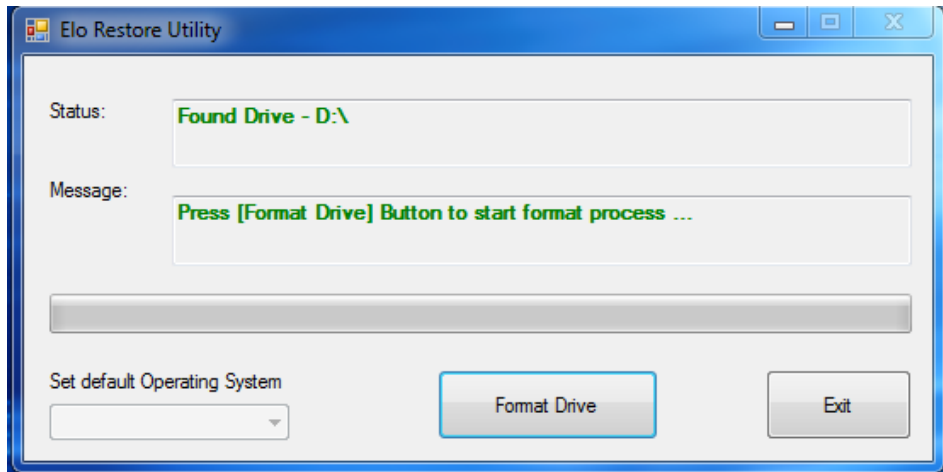 Elo Restore Utility
Status:
Found Drive - D:\
Message:
Press [Format Drive] Button to start format process ...
Set default Operating System
Format Drive
Exit